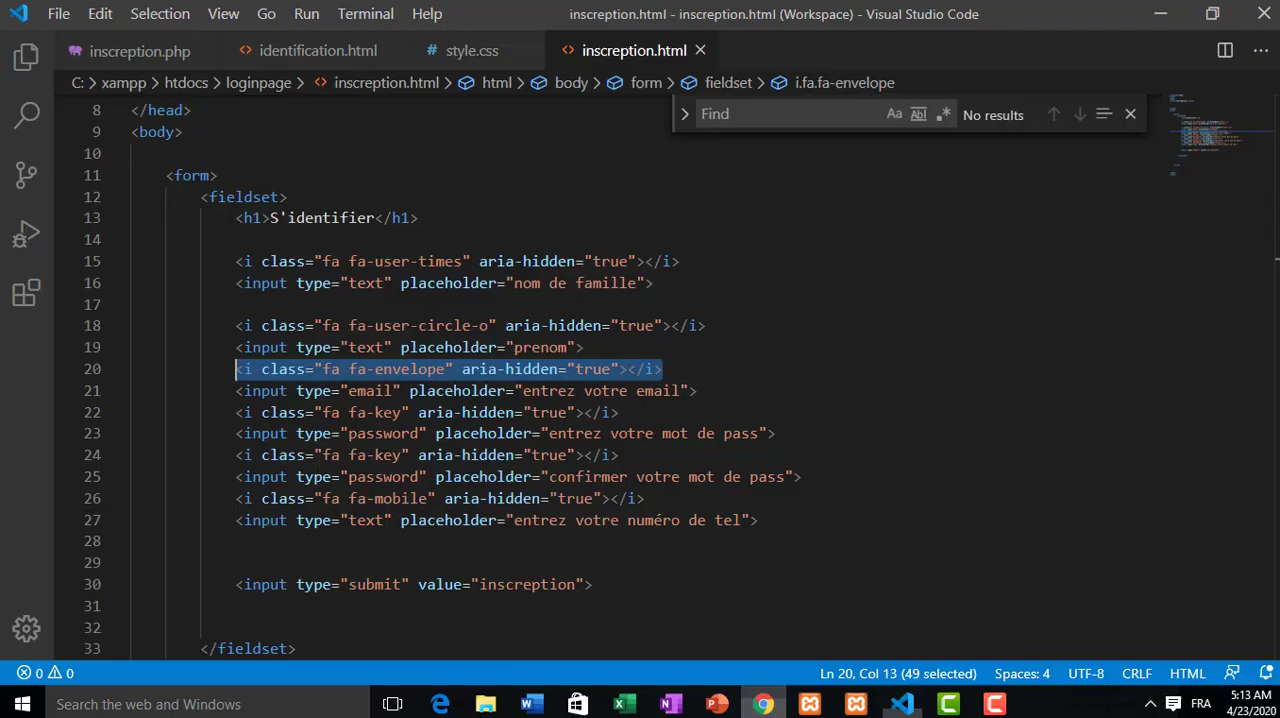 File Edit Selection View Go Run Terminal Help inscreption.html - inscreption.html (Workspace) - Visual Studio Code
inscreption.php identification.html style.css inscreption.html
C: > xampp > htdocs > loginpage > inscreption.html > html > body > form > fieldset > i.fa.fa-envelope
Find Aa Abl No results
8 </head>
9 <body>
10
11 <form>
12 <fieldset>
13 <h1>S'identifier</h1>
14
15 <i class="fa fa-user-times" aria-hidden="true"></i>
16 <input type="text" placeholder="nom de famille">
17
18 <i class="fa fa-user-circle-o" aria-hidden="true"></i>
19 <input type="text" placeholder="prenom">
20 <i class="fa fa-envelope" aria-hidden="true"></i>
21 <input type="email" placeholder="entrez votre email">
22 <i class="fa fa-key" aria-hidden="true"></i>
23 <input type="password" placeholder="entrez votre mot de pass">
24 <i class="fa fa-key" aria-hidden="true"></i>
25 <input type="password" placeholder="confirmer votre mot de pass">
26 <i class="fa fa-mobile" aria-hidden="true"></i>
27 <input type="text" placeholder="entrez votre numéro de tel">
28
29
30 <input type="submit" value="inscreption">
31
32
33 </fieldset>
0 0 Ln 20, Col 13 (49 selected) Spaces: 4 UTF-8 CRLF HTML
Search the web and Windows FRA 5:13 AM
4/23/2020